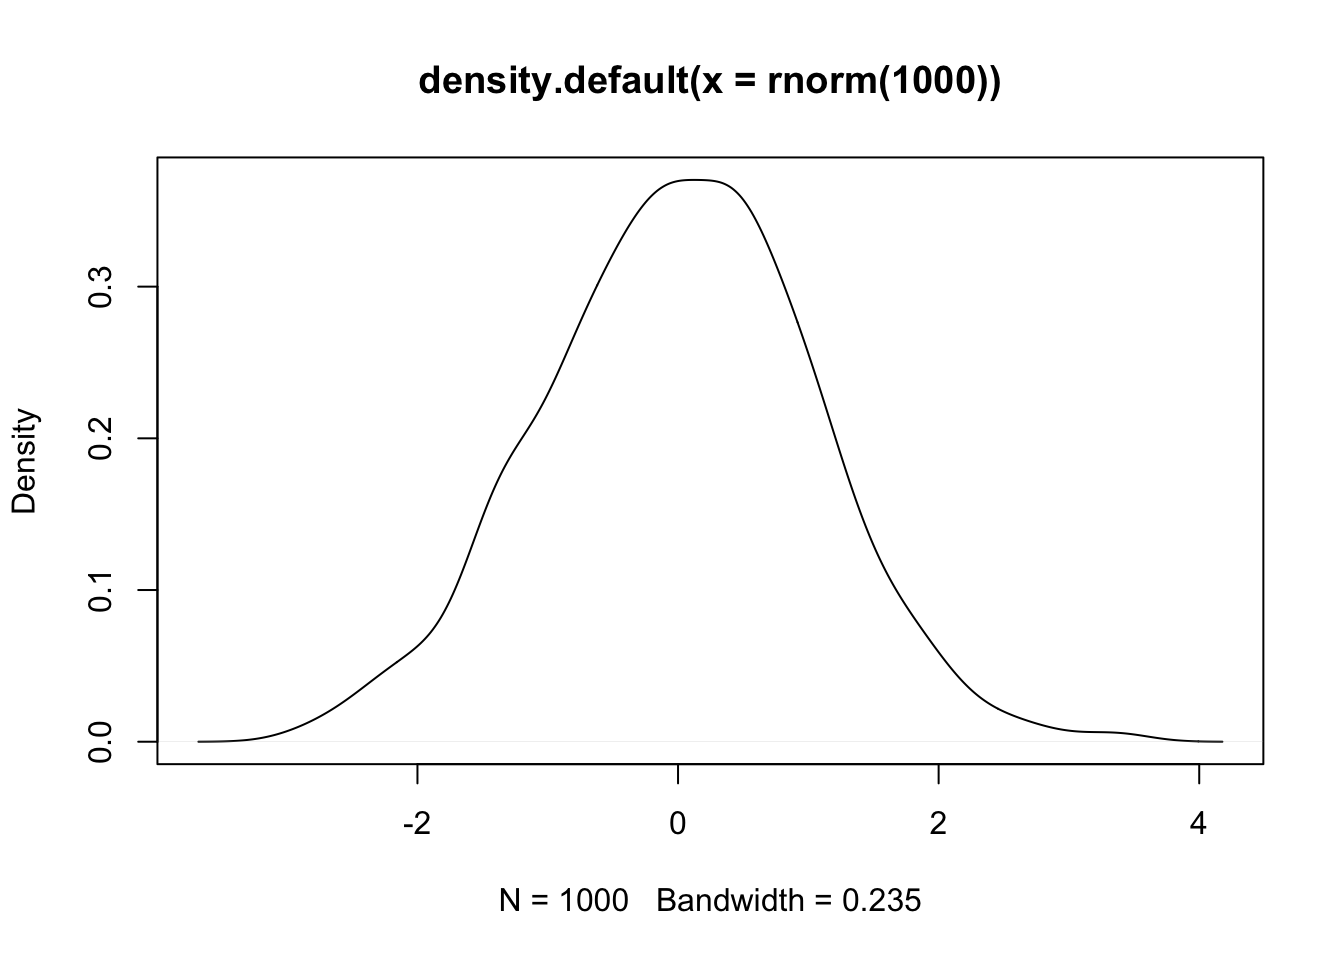 density.default(x = rnorm(1000))
Density
0.3
0.2
0.1
0.0
-2 0 2 4
N = 1000   Bandwidth = 0.235